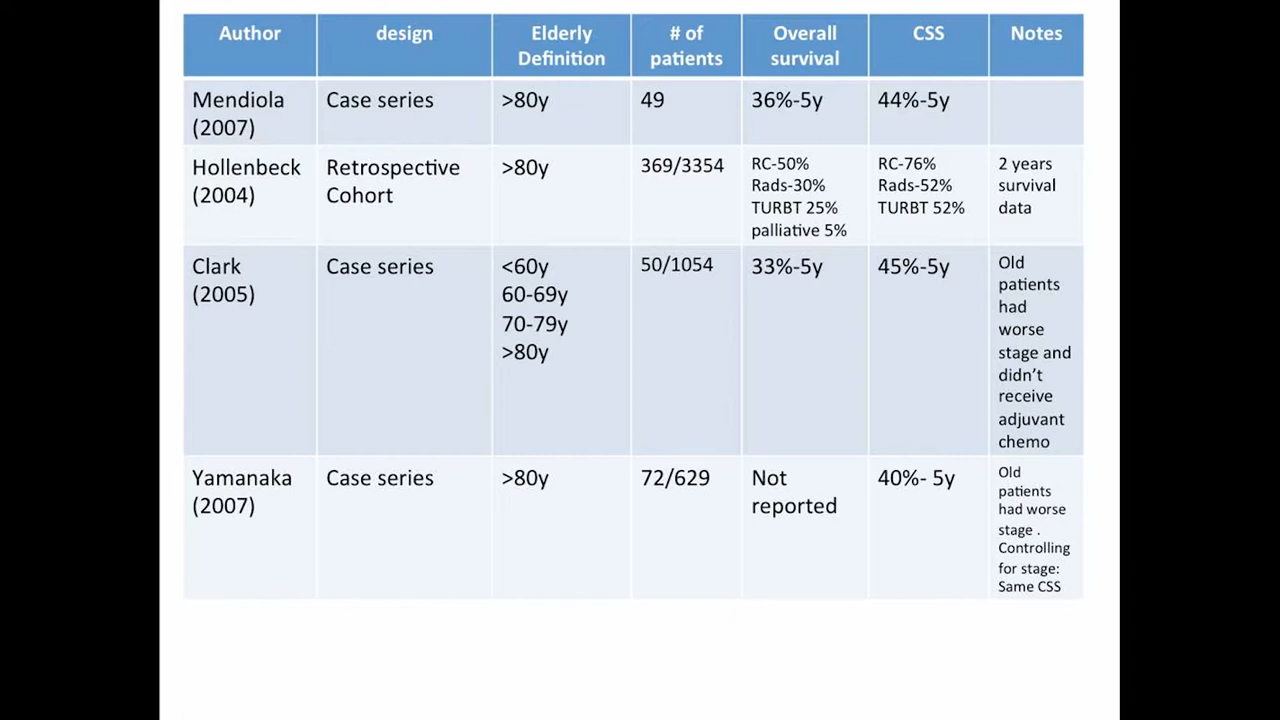 Author design Elderly Definition # of patients Overall survival CSS Notes
Mendiola (2007) Case series >80y 49 36%-5y 44%-5y
Hollenbeck (2004) Retrospective Cohort >80y 369/3354 RC-50% Rads-30% TURBT 25% palliative 5% RC-76% Rads-52% TURBT 52% 2 years survival data
Clark (2005) Case series <60y 60-69y 70-79y >80y 50/1054 33%-5y 45%-5y Old patients had worse stage and didn't receive adjuvant chemo
Yamanaka (2007) Case series >80y 72/629 Not reported 40%- 5y Old patients had worse stage . Controlling for stage: Same CSS